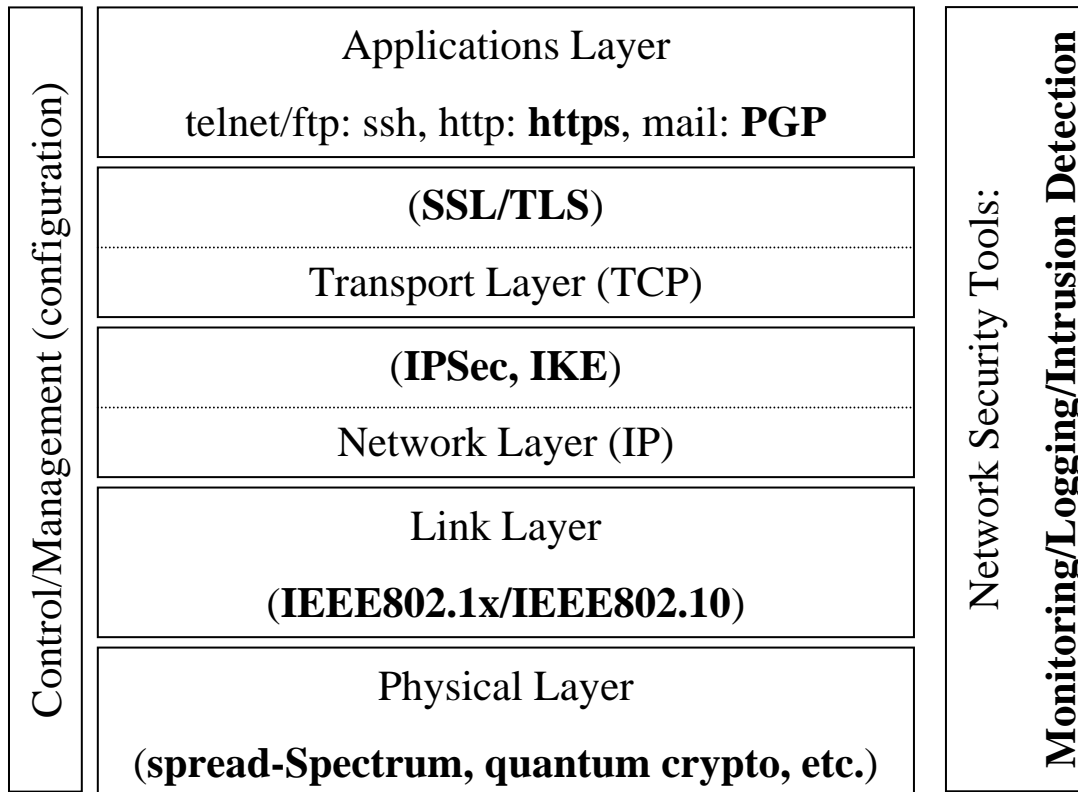 Control/Management (configuration)
Applications Layer
telnet/ftp: ssh, http: https, mail: PGP
(SSL/TLS)
Transport Layer (TCP)
(IPSec, IKE)
Network Layer (IP)
Link Layer
(IEEE802.1x/IEEE802.10)
Physical Layer
(spread-Spectrum, quantum crypto, etc.)
Network Security Tools:
Monitoring/Logging/Intrusion Detection